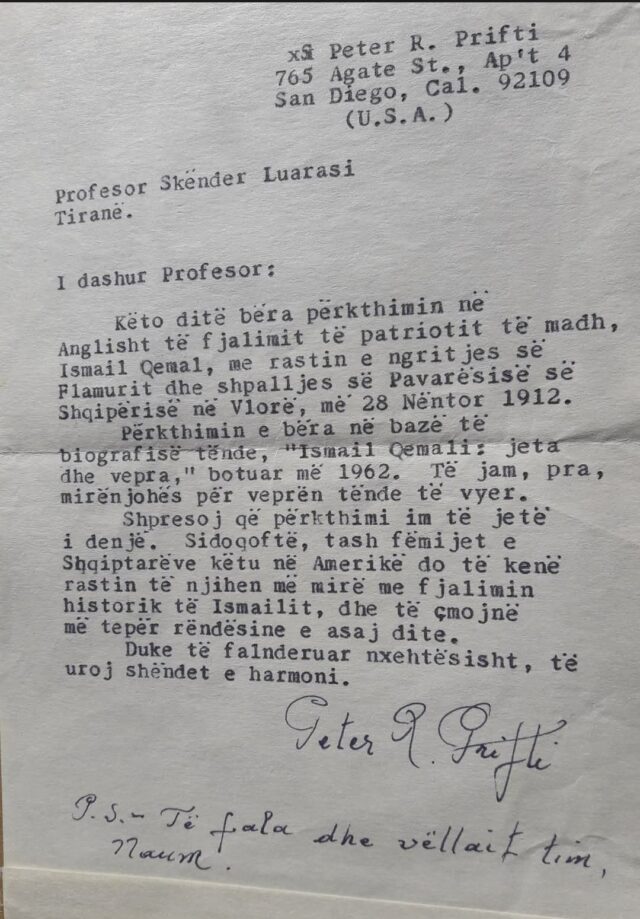 Peter R. Prifti
765 Agate St., Ap't 4
San Diego, Cal. 92109
(U.S.A.)
Profesor Skënder Luarasi
Tiranë.
I dashur Profesor:
Këto ditë bëra përkthimin në
Anglisht të fjalimit të patriotit të madh,
Ismail Qemal, me rastin e ngritjes së
Flamurit dhe shpalljes së Pavarësisë së
Shqipërisë në Vlorë, më 28 Nëntor 1912.
Përkthimin e bëra në bazë të
biografisë tënde, "Ismail Qemali: jeta
dhe vepra," botuar më 1962. Të jam, pra,
mirënjohës për veprën tënde të vyer.
Shpresoj që përkthimi im të jetë
i denjë. Sidoqoftë, tash fëmijet e
Shqiptarëve këtu në Amerikë do të kenë
rastin të njihen më mirë me fjalimin
historik të Ismailit, dhe të çmojnë
më tepër rëndësine e asaj dite.
Duke të falnderuar nxehtësisht, të
uroj shëndet e harmoni.
Peter R. Prifti
P.S.- Të fala dhe vëllait tim,
Naum.